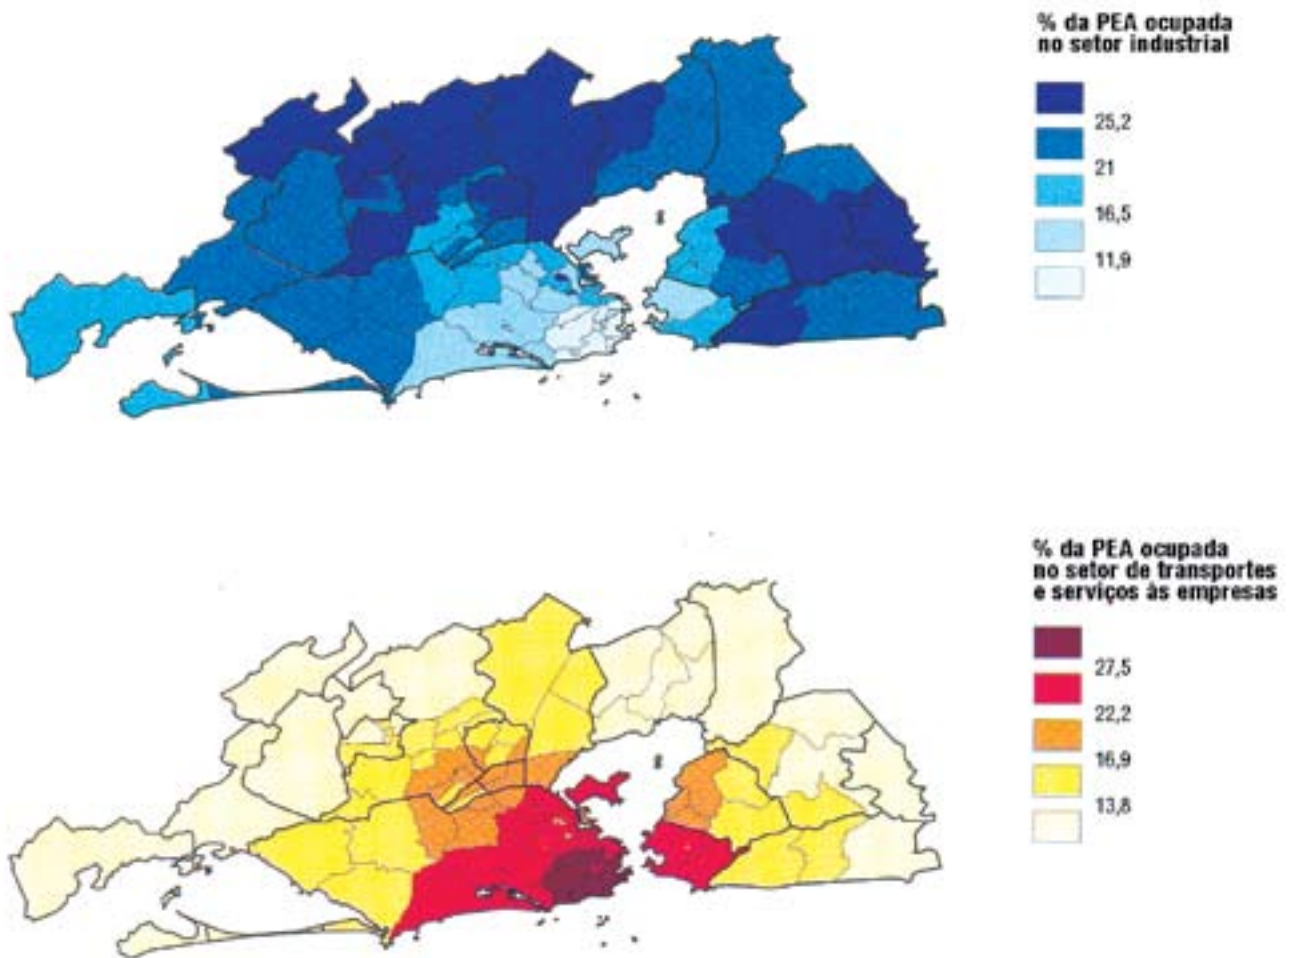 % da PEA ocupada
no setor industrial
25,2
21
16,5
11,9
% da PEA ocupada
no setor de transportes
e serviços às empresas
27,5
22,2
16,9
13,8